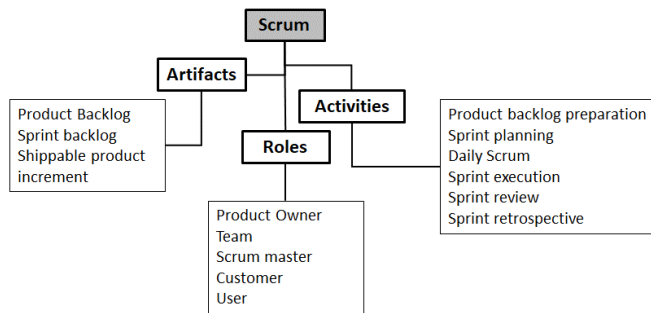 Scrum
Artifacts
Activities
Roles
Product Backlog
Sprint backlog
Shippable product
increment
Product Owner
Team
Scrum master
Customer
User
Product backlog preparation
Sprint planning
Daily Scrum
Sprint execution
Sprint review
Sprint retrospective